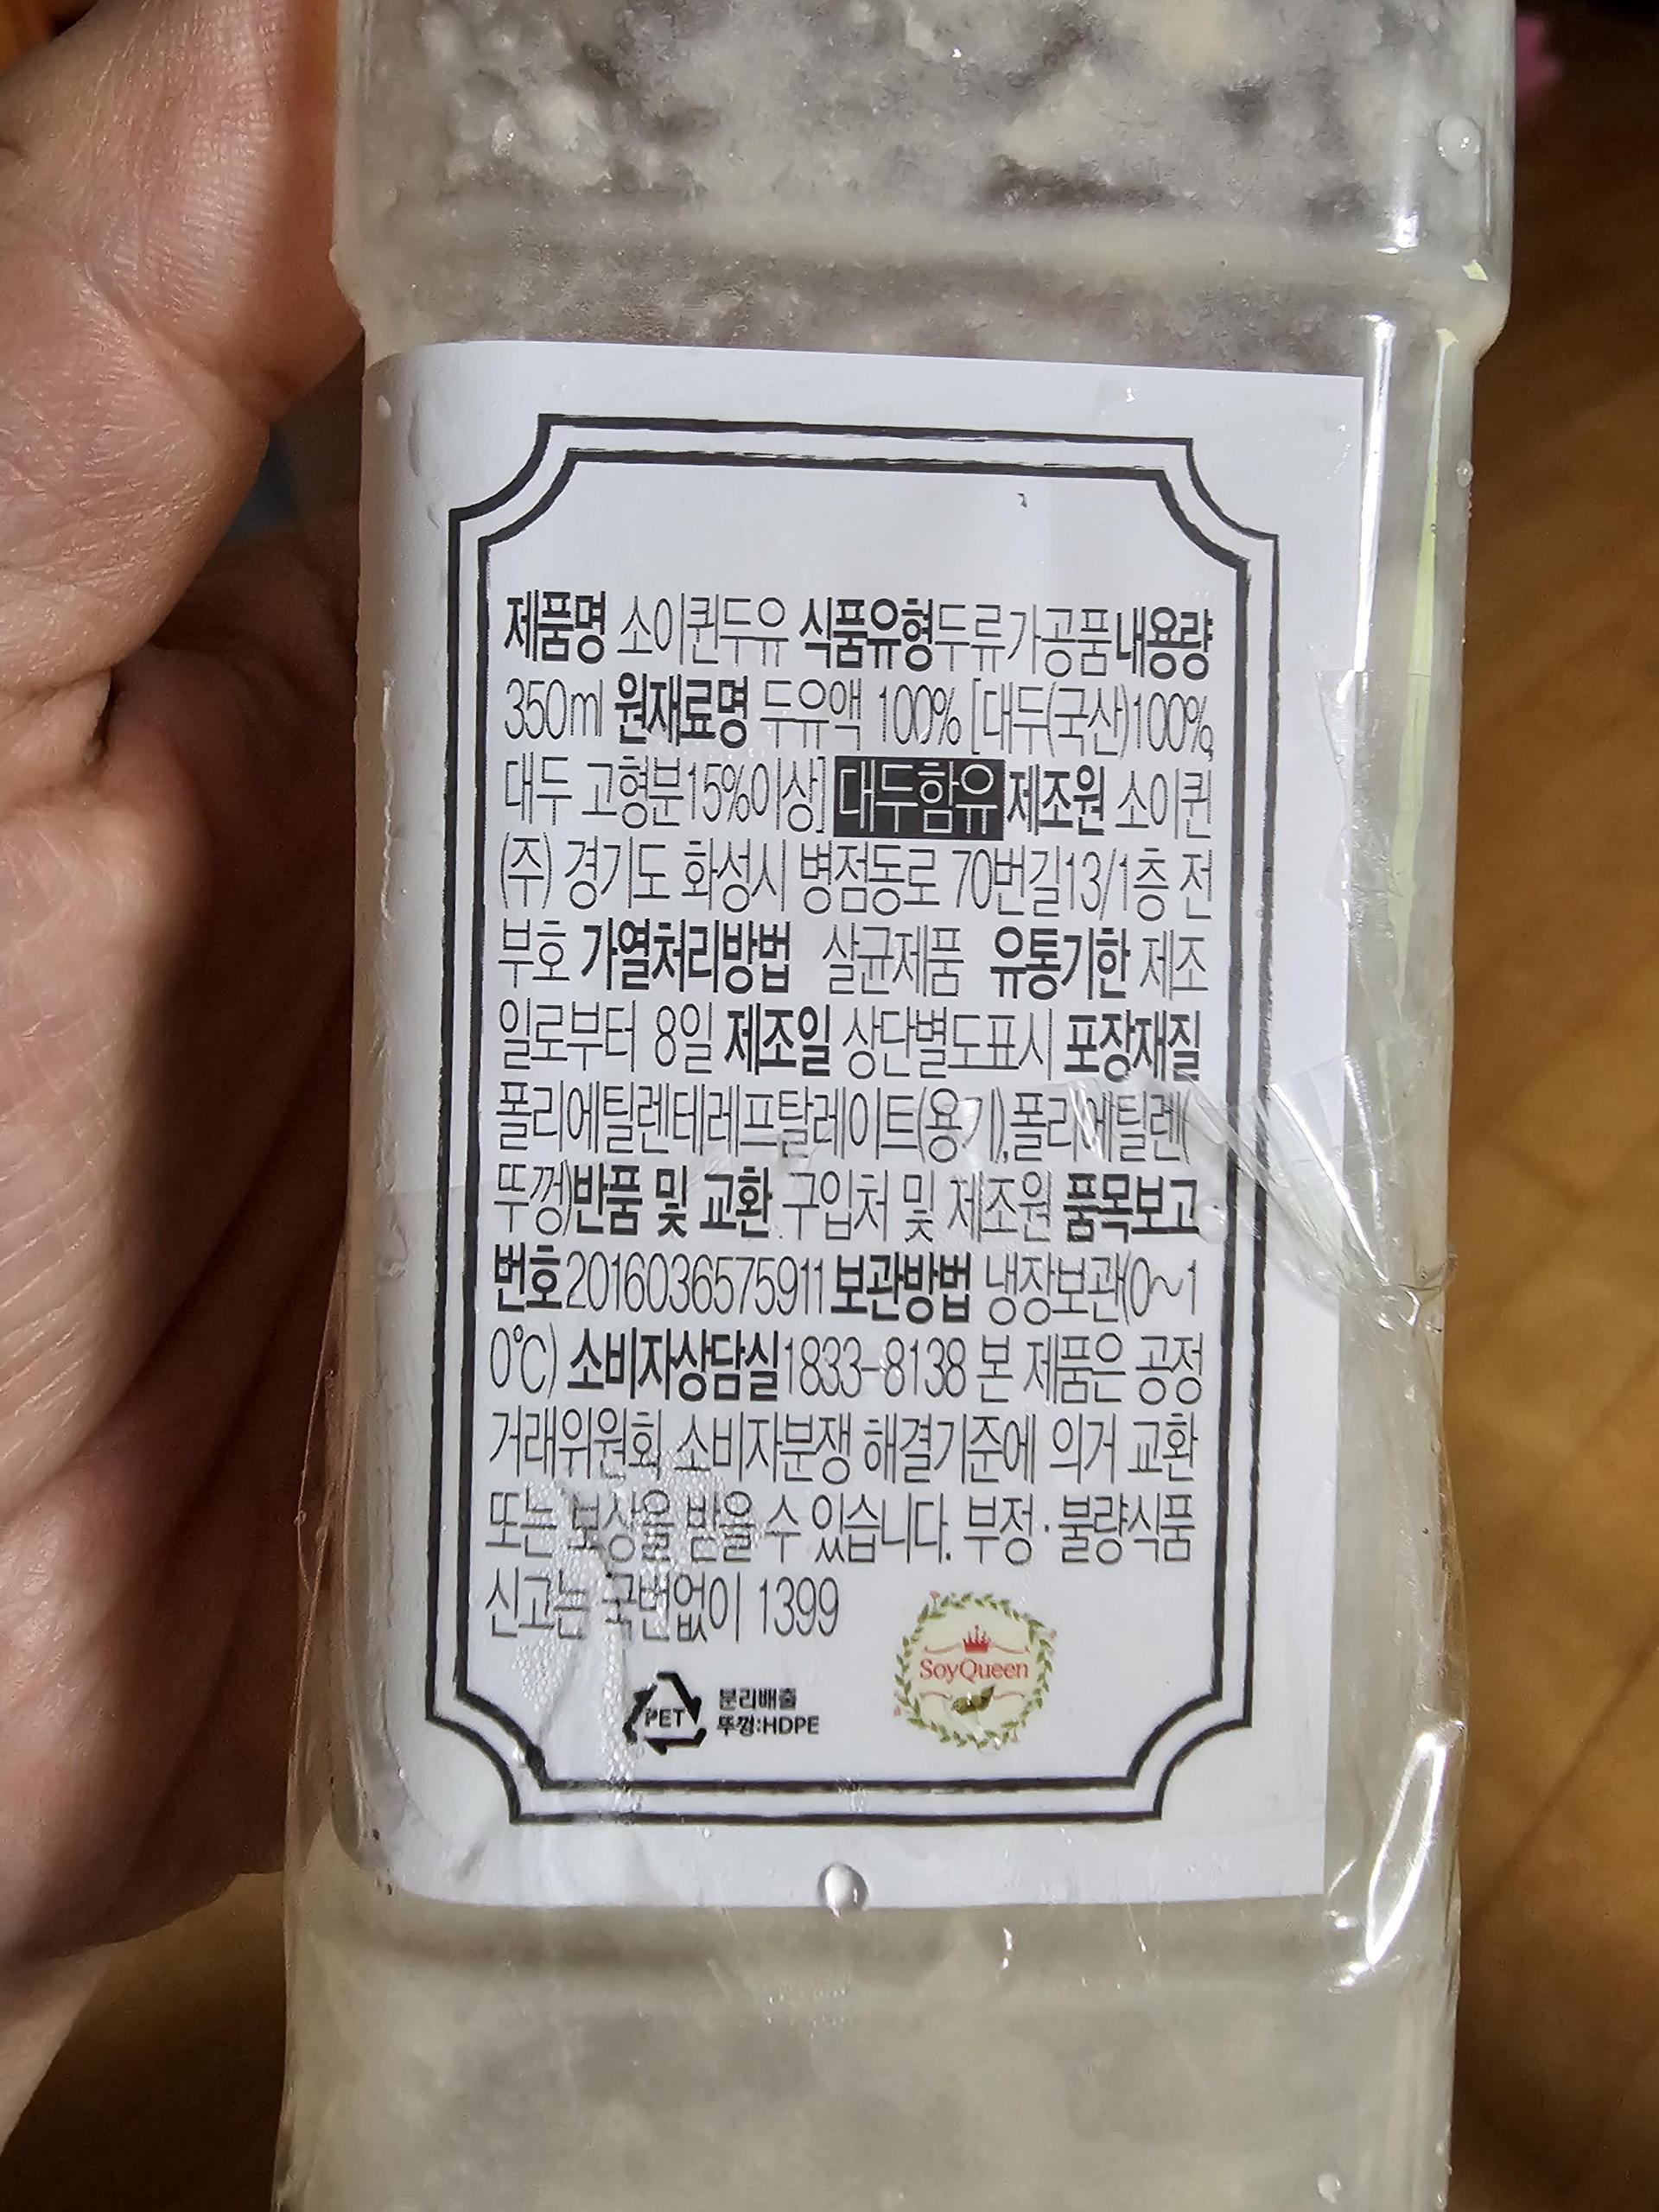 제품명 소이퀸두유 식품유형두류가공품내용량
350ml 원재료명 두유액 100% [대두(국산)100%,
대두 고형분15%이상] 대두함유 제조원 소이퀸
(주) 경기도 화성시 병점동로 70번길13/1층 전
부호 가열처리방법 살균제품 유통기한 제조
일로부터 8일 제조일 상단별도표시 포장재질
폴리에틸렌테레프탈레이트(용기),폴리에틸렌(
뚜껑)반품 및 교환 구입처 및 제조원 품목보고
번호2016036575911보관방법 냉장보관(0~1
0℃) 소비자상담실1833-8138 본 제품은 공정
거래위원회 소비자분쟁 해결기준에 의거 교환
또는 보상을 받을 수 있습니다. 부정·불량식품
신고는 국번없이 1399
SoyQueen
PET 분리배출
뚜껑:HDPE